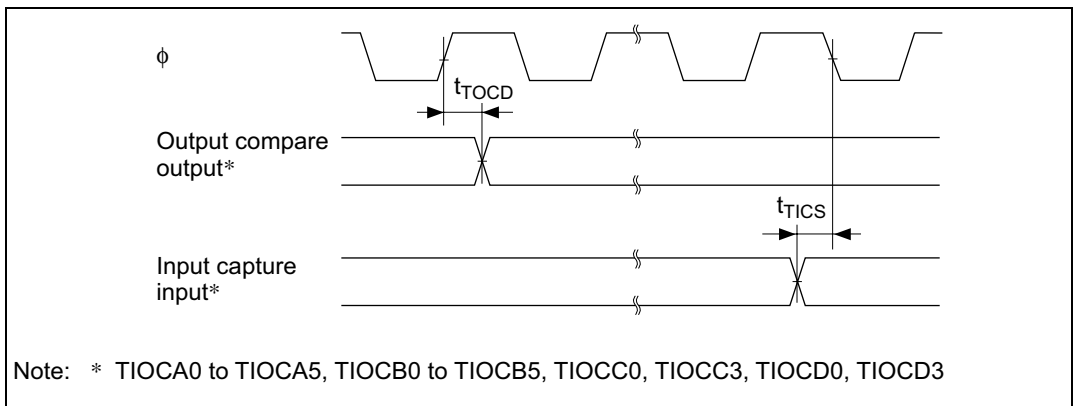 ϕ
tTOCD
Output compare
output*
tTICS
Input capture
input*
Note: * TIOCA0 to TIOCA5, TIOCB0 to TIOCB5, TIOCC0, TIOCC3, TIOCD0, TIOCD3